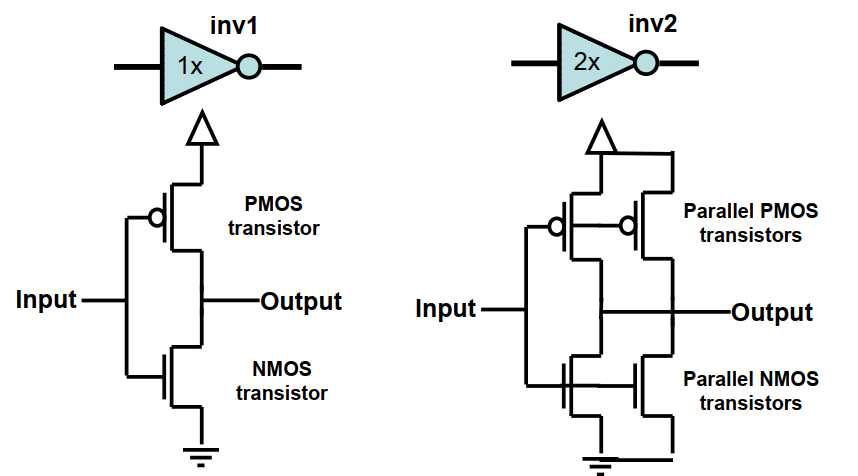 inv1
1x
PMOS
transistor
Input
Output
NMOS
transistor
inv2
2x
Parallel PMOS
transistors
Input
Output
Parallel NMOS
transistors